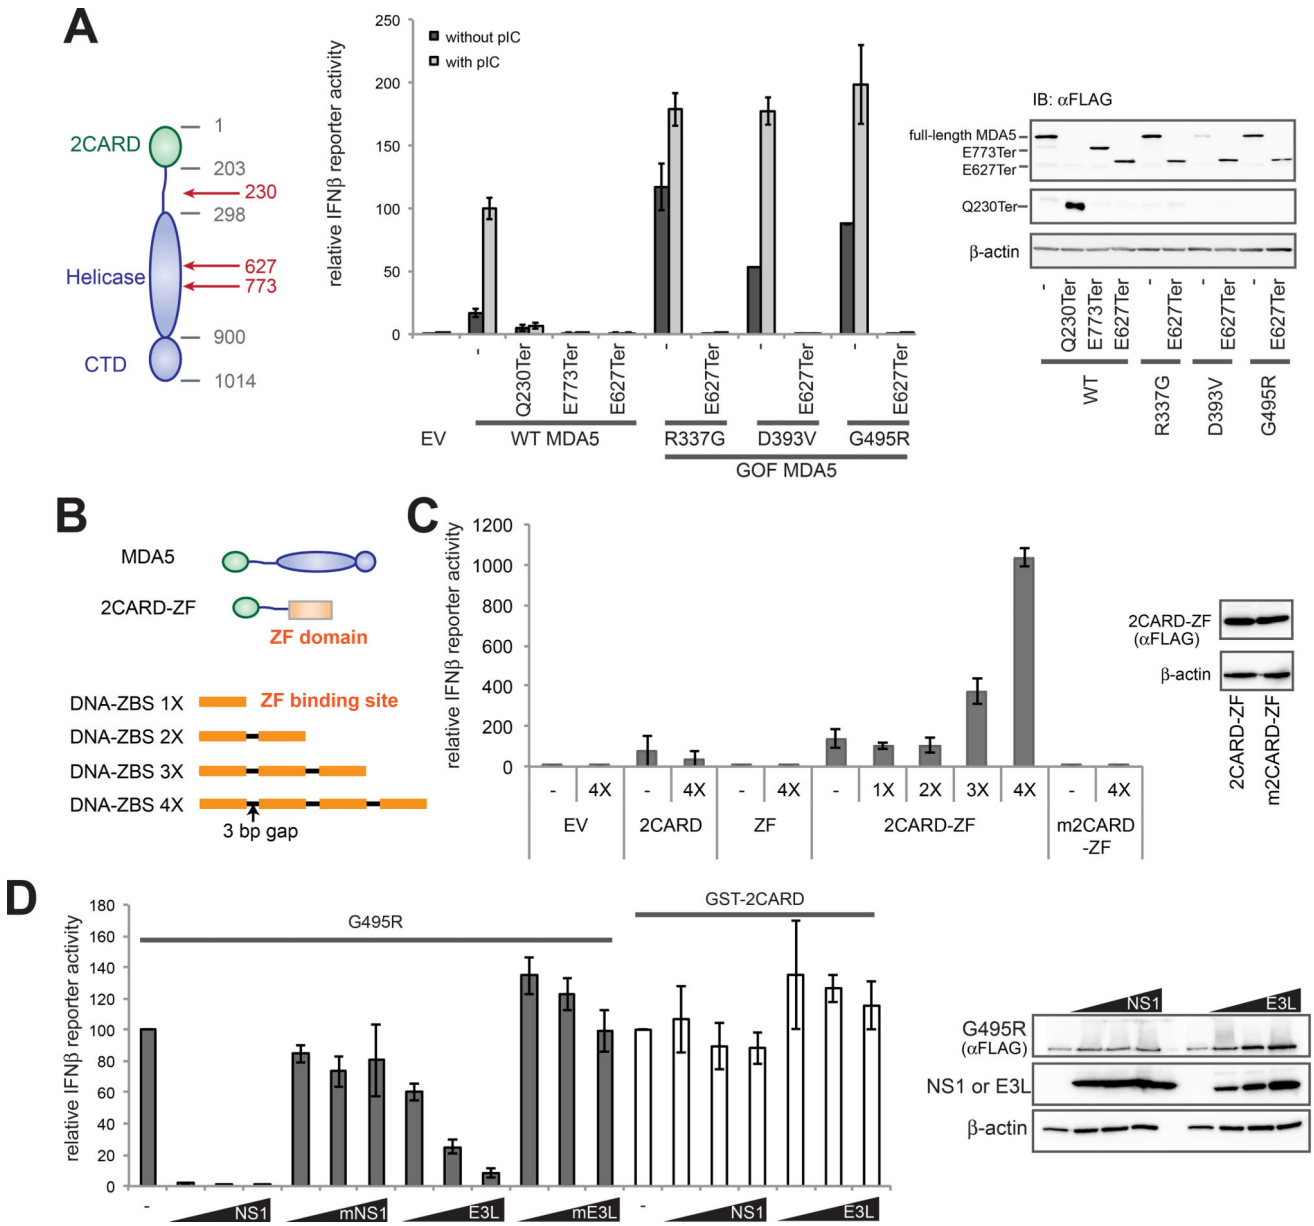 A
2CARD
1
203
230
298
Helicase
627
773
900
CTD
1014
relative IFNβ reporter activity
250
200
150
100
50
0
without pIC
with pIC
-
Q230Ter
E773Ter
E627Ter
-
E627Ter
-
E627Ter
-
E627Ter
EV
WT MDA5
R337G
D393V
G495R
GOF MDA5
IB: αFLAG
full-length MDA5
E773Ter
E627Ter
Q230Ter
β-actin
-
Q230Ter
E773Ter
E627Ter
-
E627Ter
-
E627Ter
-
E627Ter
WT
R337G
D393V
G495R
B
MDA5
2CARD-ZF
ZF domain
DNA-ZBS 1X
ZF binding site
DNA-ZBS 2X
DNA-ZBS 3X
DNA-ZBS 4X
3 bp gap
C
relative IFNβ reporter activity
1200
1000
800
600
400
200
0
- 4X - 4X - 4X - 1X 2X 3X 4X - 4X
EV
2CARD
ZF
2CARD-ZF
m2CARD
-ZF
2CARD-ZF
(αFLAG)
β-actin
2CARD-ZF
m2CARD-ZF
D
relative IFNβ reporter activity
180
160
140
120
100
80
60
40
20
0
G495R
GST-2CARD
-
NS1
mNS1
E3L
mE3L
-
NS1
E3L
NS1
E3L
G495R
(αFLAG)
NS1 or E3L
β-actin